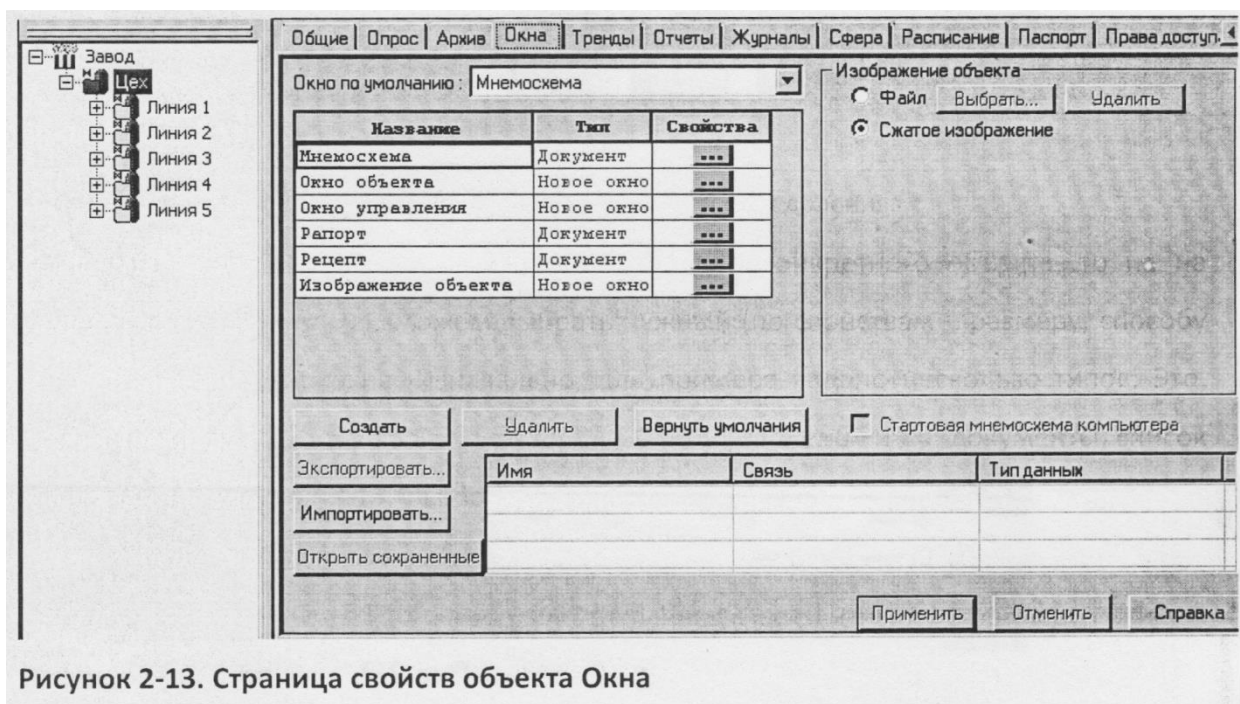 Завод
Цех
Линия 1
Линия 2
Линия 3
Линия 4
Линия 5
Общие Опрос Архив Окна Тренды Отчеты Журналы Сфера Расписание Паспорт Права доступ
Окно по умолчанию: Мнемосхема
Название Тип Свойства
Мнемосхема Документ ...
Окно объекта Новое окно ...
Окно управления Новое окно ...
Рапорт Документ ...
Рецепт Документ ...
Изображение объекта Новое окно ...
Изображение объекта
Файл Выбрать... Удалить
Сжатое изображение
Создать Удалить Вернуть умолчания Стартовая мнемосхема компьютера
Экспортировать...
Импортировать...
Открыть сохраненные
Имя Связь Тип данных
Применить Отменить Справка
Рисунок 2-13. Страница свойств объекта Окна